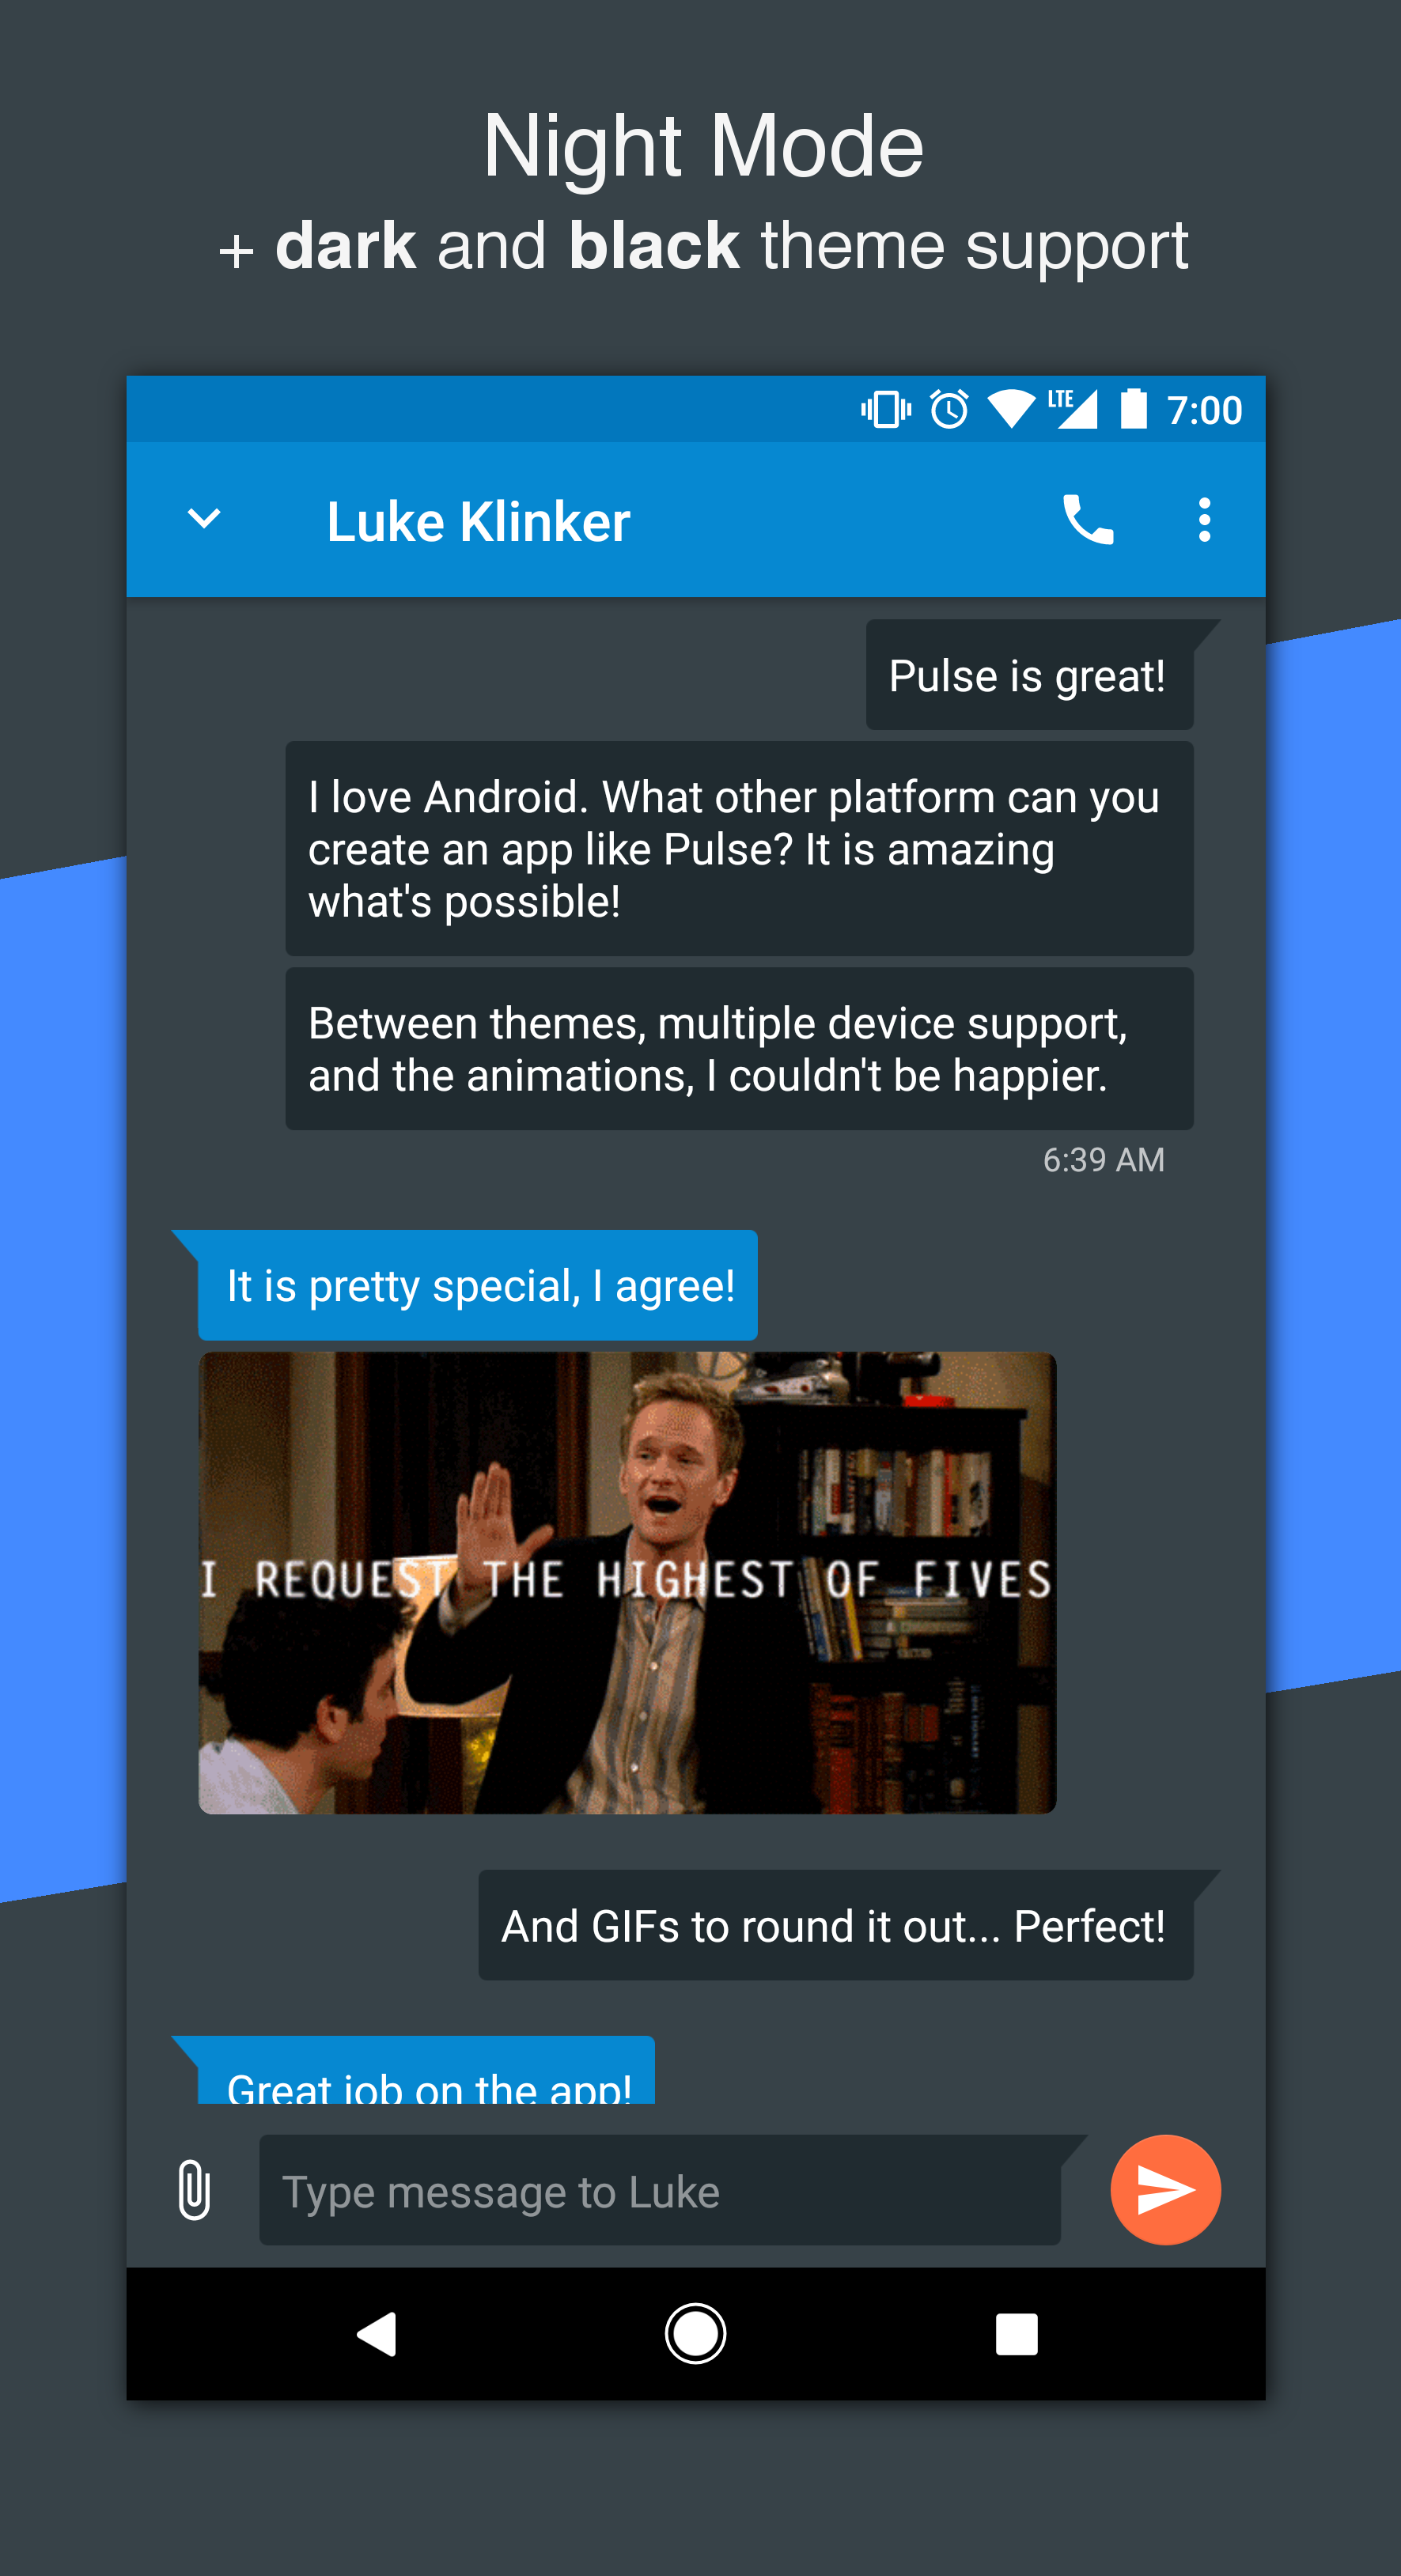 Night Mode
+ dark and black theme support
LTE 7:00
Luke Klinker
Pulse is great!
I love Android. What other platform can you
create an app like Pulse? It is amazing
what's possible!
Between themes, multiple device support,
and the animations, I couldn't be happier.
6:39 AM
It is pretty special, I agree!
I REQUEST THE HIGHEST OF FIVES
And GIFs to round it out... Perfect!
Great job on the app!
Type message to Luke